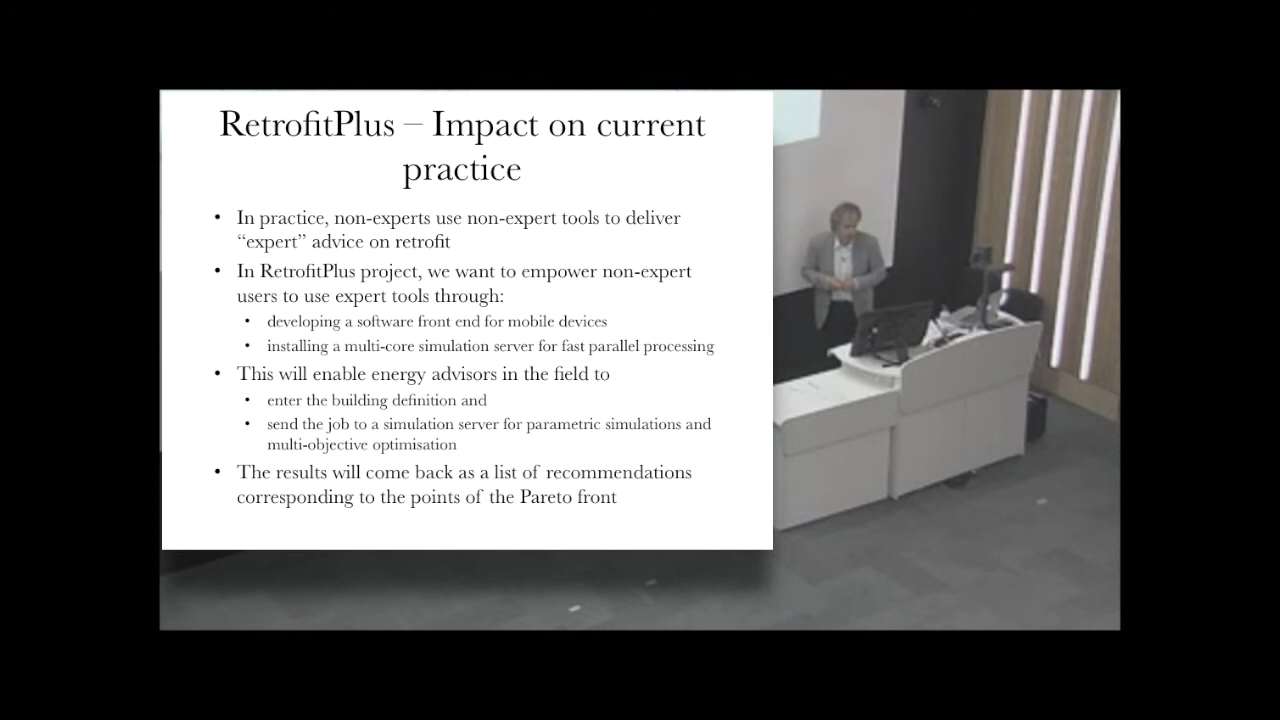 RetrofitPlus – Impact on current
practice
• In practice, non-experts use non-expert tools to deliver
“expert” advice on retrofit
• In RetrofitPlus project, we want to empower non-expert
users to use expert tools through:
• developing a software front end for mobile devices
• installing a multi-core simulation server for fast parallel processing
• This will enable energy advisors in the field to
• enter the building definition and
• send the job to a simulation server for parametric simulations and
multi-objective optimisation
• The results will come back as a list of recommendations
corresponding to the points of the Pareto front